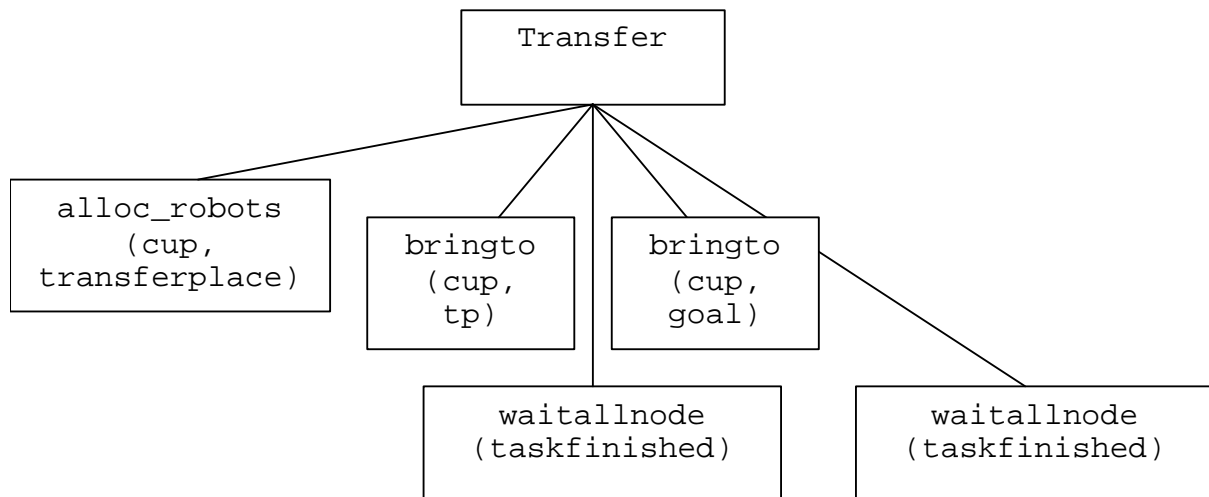 Transfer
alloc_robots
(cup,
transferplace)
bringto
(cup,
tp)
bringto
(cup,
goal)
waitallnode
(taskfinished)
waitallnode
(taskfinished)